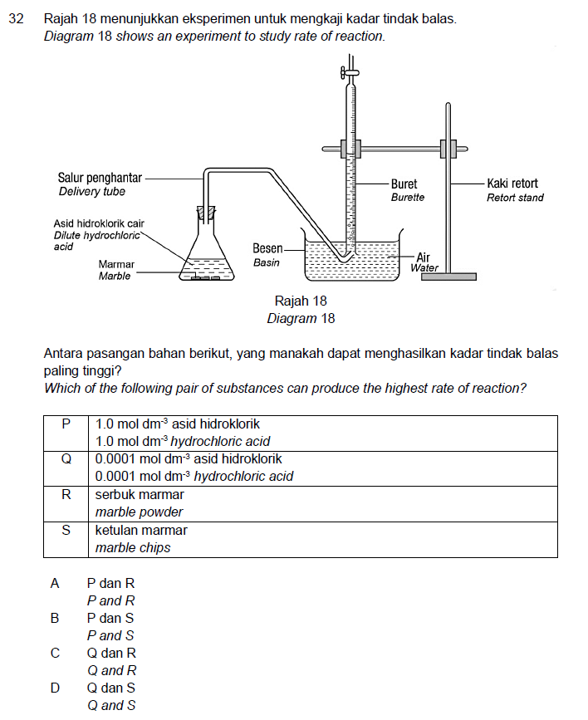 32 Rajah 18 menunjukkan eksperimen untuk mengkaji kadar tindak balas.
Diagram 18 shows an experiment to study rate of reaction.
Salur penghantar
Delivery tube
Asid hidroklorik cair
Dilute hydrochloric
acid
Marmar
Marble
Besen
Basin
Buret
Burette
Kaki retort
Retort stand
Air
Water
Rajah 18
Diagram 18
Antara pasangan bahan berikut, yang manakah dapat menghasilkan kadar tindak balas
paling tinggi?
Which of the following pair of substances can produce the highest rate of reaction?
P 1.0 mol dm⁻³ asid hidroklorik
1.0 mol dm⁻³ hydrochloric acid
Q 0.0001 mol dm⁻³ asid hidroklorik
0.0001 mol dm⁻³ hydrochloric acid
R serbuk marmar
marble powder
S ketulan marmar
marble chips
A P dan R
P and R
B P dan S
P and S
C Q dan R
Q and R
D Q dan S
Q and S